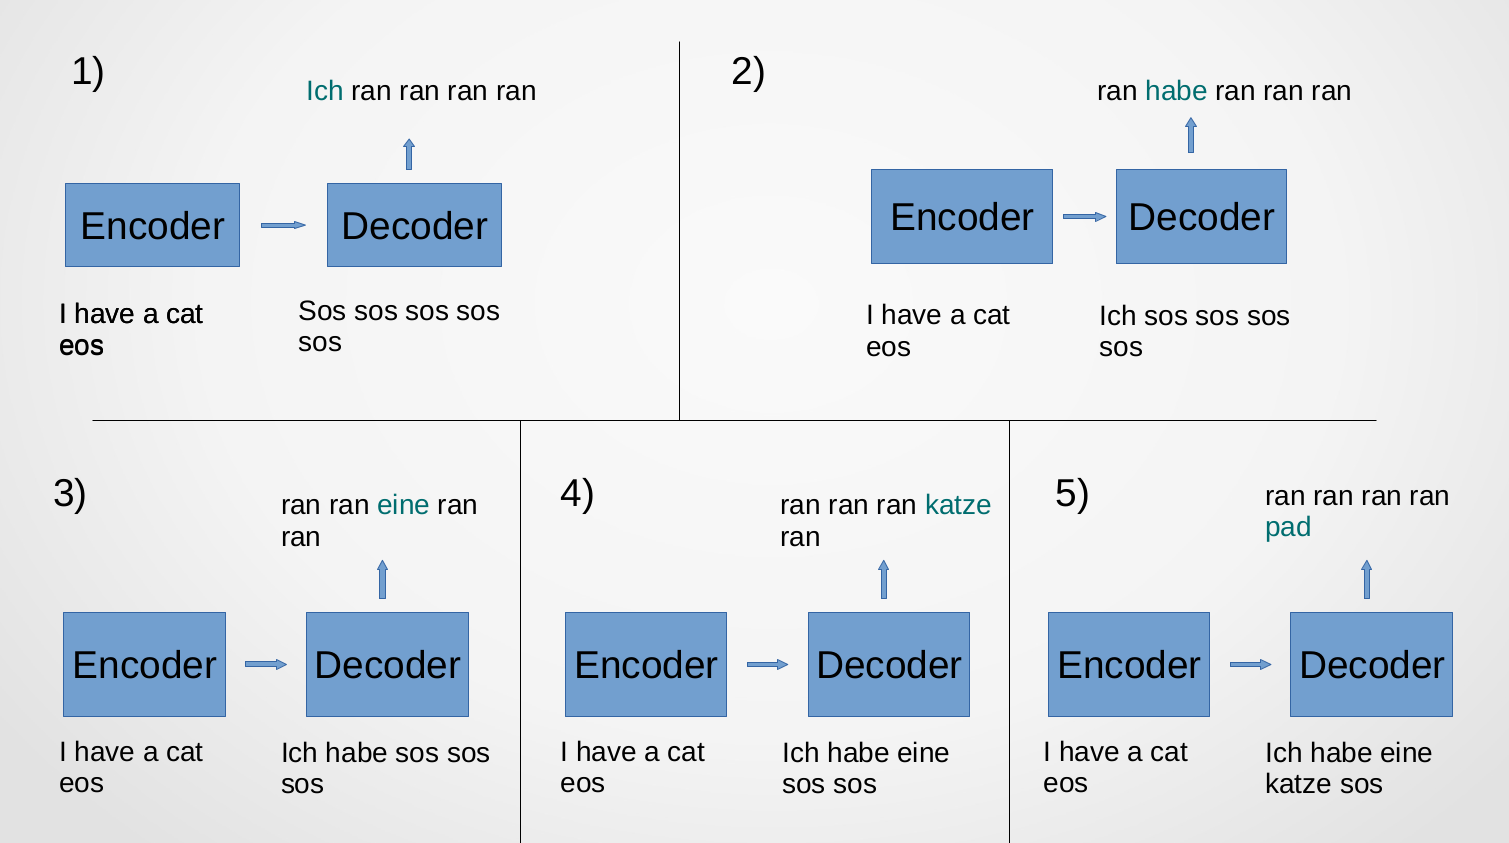 1)
Ich ran ran ran ran
Encoder
Decoder
I have a cat
eos
Sos sos sos sos
sos
2)
ran habe ran ran ran
Encoder
Decoder
I have a cat
eos
Ich sos sos sos
sos
3)
ran ran eine ran
ran
Encoder
Decoder
I have a cat
eos
Ich habe sos sos
sos
4)
ran ran ran katze
ran
Encoder
Decoder
I have a cat
eos
Ich habe eine
sos sos
5)
ran ran ran ran
pad
Encoder
Decoder
I have a cat
eos
Ich habe eine
katze sos